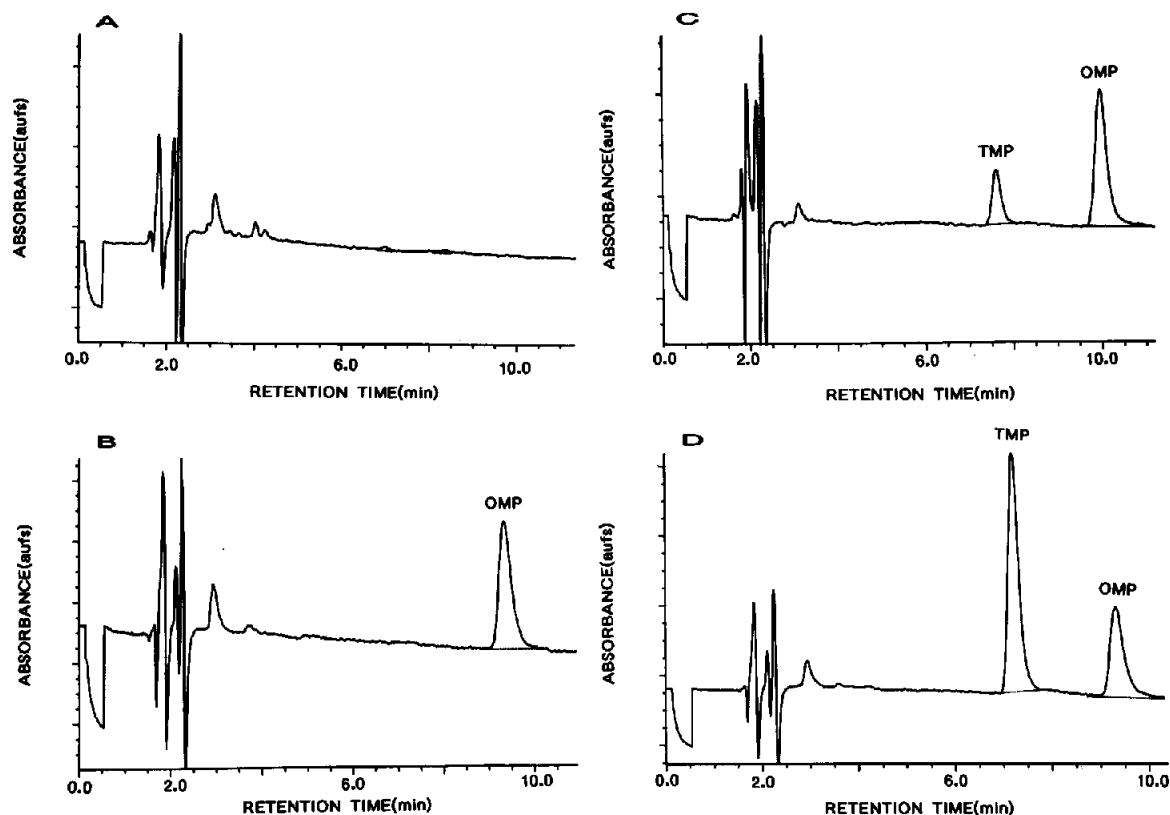 A
ABSORBANCE(aufs)
0.0 2.0 6.0 10.0
RETENTION TIME(min)
C
OMP
TMP
ABSORBANCE(aufs)
0.0 2.0 6.0 10.0
RETENTION TIME(min)
B
OMP
ABSORBANCE(aufs)
0.0 2.0 6.0 10.0
RETENTION TIME(min)
D
TMP
OMP
ABSORBANCE(aufs)
0.0 2.0 6.0 10.0
RETENTION TIME(min)